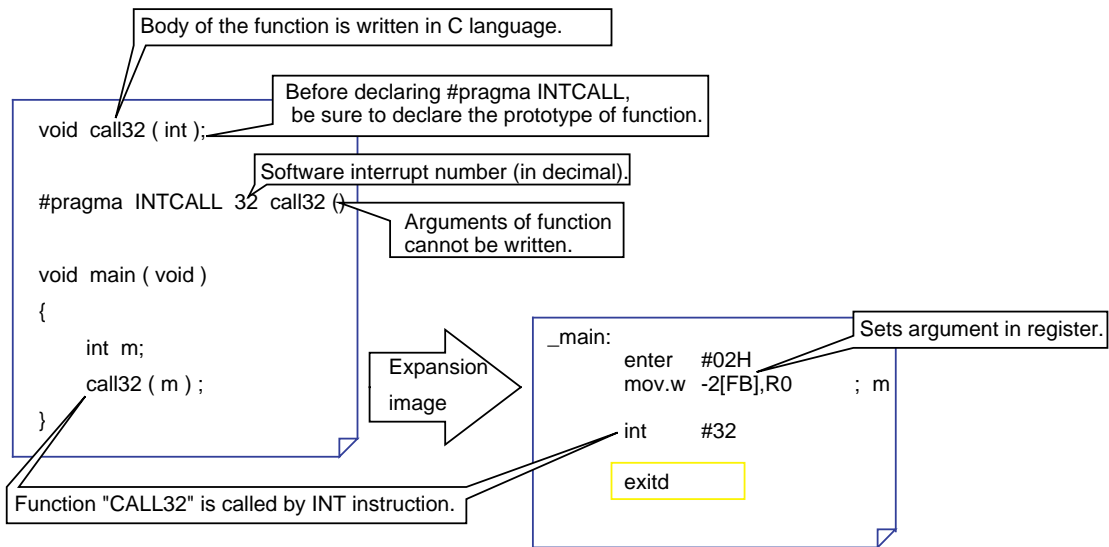 Body of the function is written in C language.
Before declaring #pragma INTCALL,
be sure to declare the prototype of function.
void call32 ( int );
Software interrupt number (in decimal).
#pragma INTCALL 32 call32 ()
Arguments of function
cannot be written.
void main ( void )
{
int m;
call32 ( m ) ;
}
Function "CALL32" is called by INT instruction.
Expansion
image
Sets argument in register.
_main:
enter #02H
mov.w -2[FB],R0 ; m
int #32
exitd